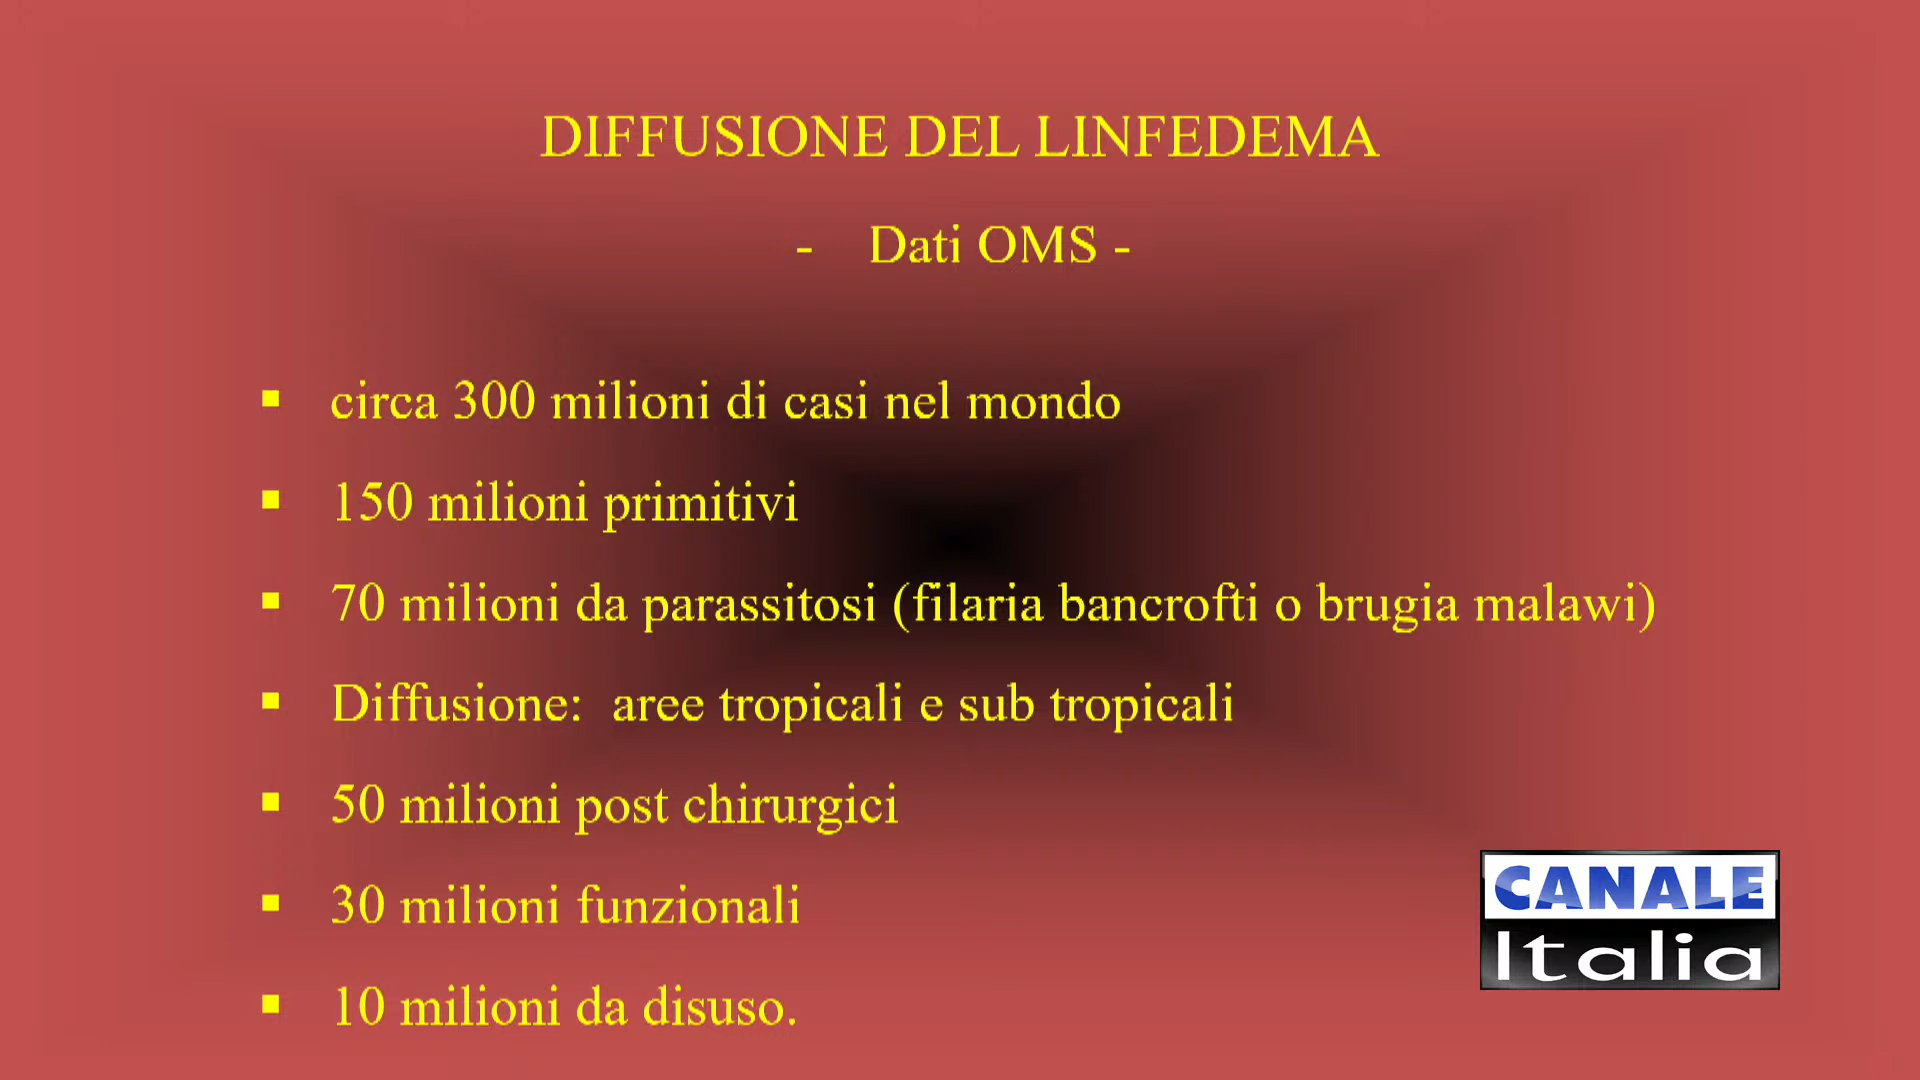 DIFFUSIONE DEL LINFEDEMA
- Dati OMS -
▪ circa 300 milioni di casi nel mondo
▪ 150 milioni primitivi
▪ 70 milioni da parassitosi (filaria bancrofti o brugia malawi)
▪ Diffusione: aree tropicali e sub tropicali
▪ 50 milioni post chirurgici
▪ 30 milioni funzionali
▪ 10 milioni da disuso.
CANALE
Italia